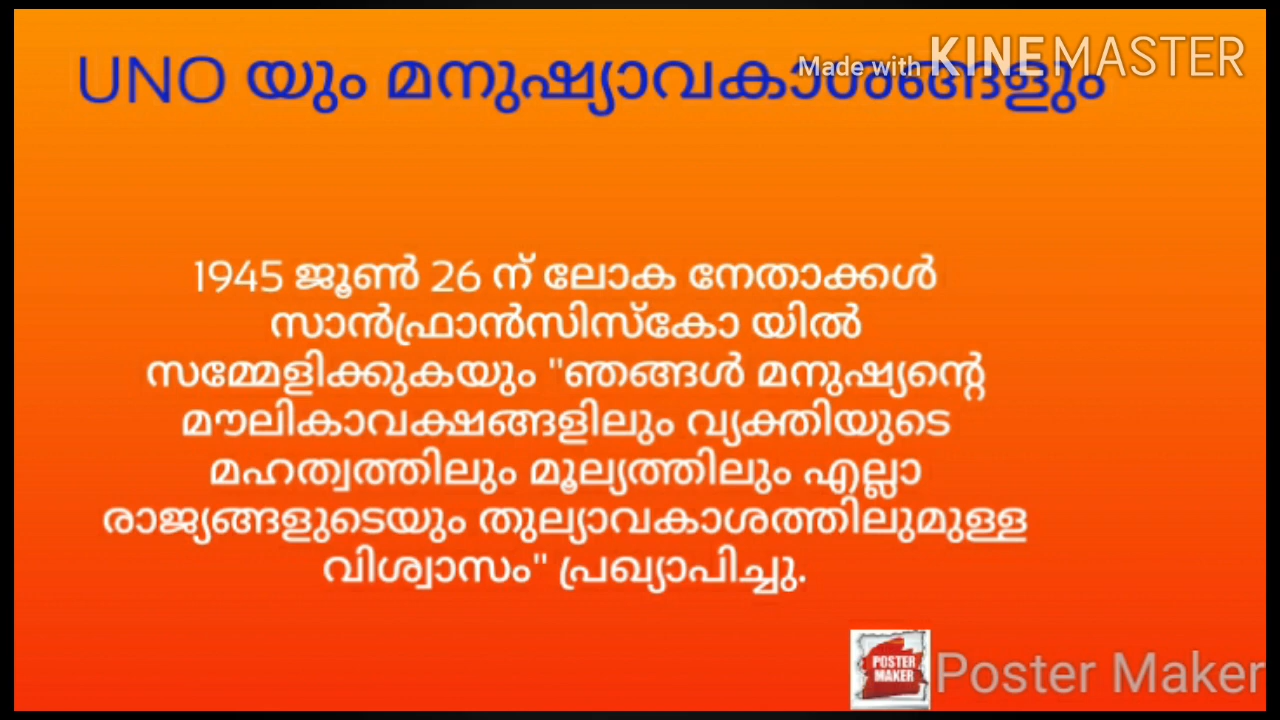 Made with KINEMASTER
UNO യും മനുഷ്യാവകാശങ്ങളും
1945 ജൂൺ 26 ന് ലോക നേതാക്കൾ
സാൻഫ്രാൻസിസ്കോ യിൽ
സമ്മേളിക്കുകയും "ഞങ്ങൾ മനുഷ്യന്റെ
മൗലികാവക്ഷങ്ങളിലും വ്യക്തിയുടെ
മഹത്വത്തിലും മൂല്യത്തിലും എല്ലാ
രാജ്യങ്ങളുടെയും തുല്യാവകാശത്തിലുമുള്ള
വിശ്വാസം" പ്രഖ്യാപിച്ചു.
POSTER
MAKER
Poster Maker